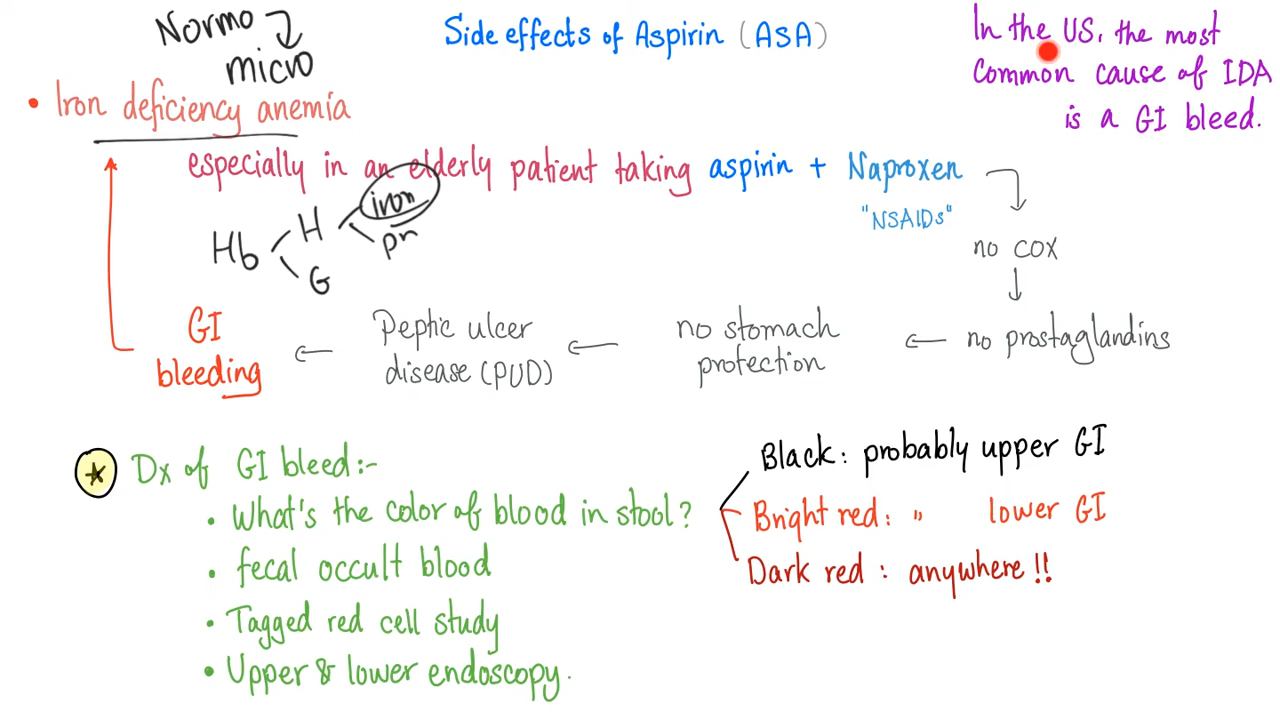 Normo
micro
Side effects of Aspirin (ASA)
In the US, the most
common cause of IDA
is a GI bleed.
• Iron deficiency anemia
especially in an elderly patient taking aspirin + Naproxen
"NSAIDs"
Hb
H
G
iron
pn
no COX
no prostaglandins
no stomach
protection
Peptic ulcer
disease (PUD)
GI
bleeding
* Dx of GI bleed:-
• What's the color of blood in stool?
• fecal occult blood
• Tagged red cell study
• Upper & lower endoscopy.
Black: probably upper GI
Bright red: " lower GI
Dark red: anywhere!!